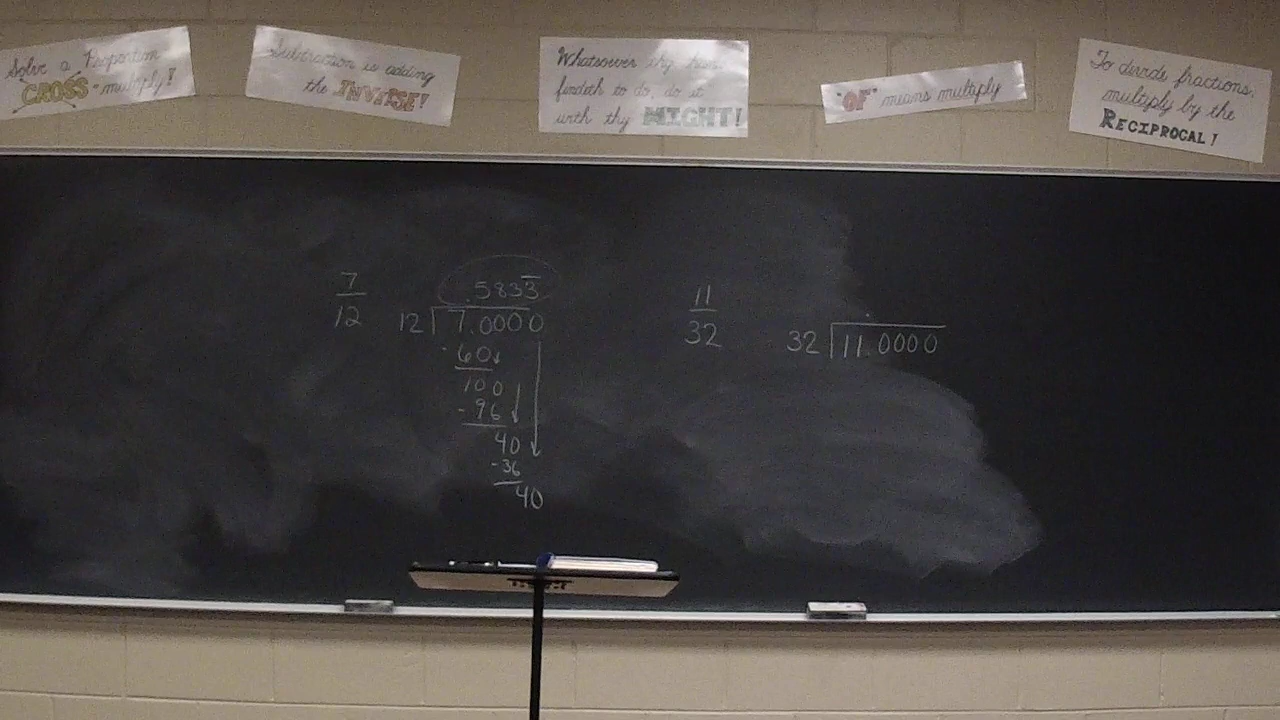 Solve a Proportion
CROSS-multiply!
Subtraction is adding
the INVERSE!
Whatsoever thy
findeth to do, do it
with thy MIGHT!
"OF" means multiply
To divide fractions,
multiply by the
RECIPROCAL!
7
12
.5833̅
12 7.0000
-60
100
-96
40
-36
40
11
32
.
32 11.0000